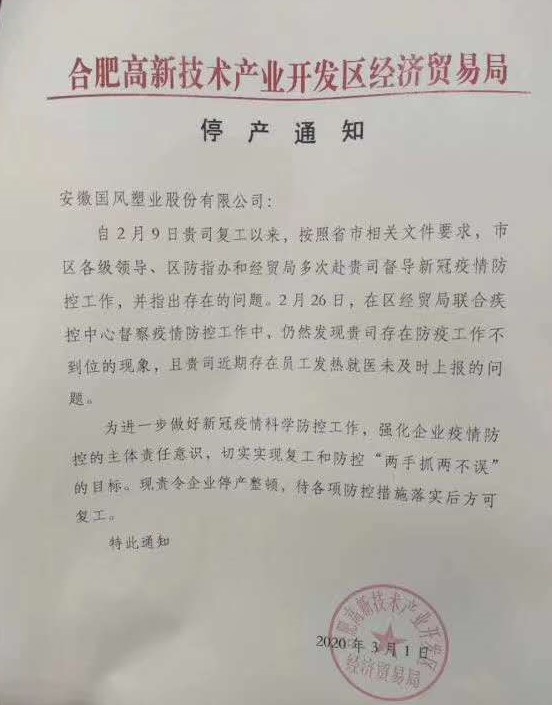 合肥高新技术产业开发区经济贸易局
停产通知
安徽国风塑业股份有限公司：
自2月9日贵司复工以来，按照省市相关文件要求，市
区各级领导、区防指办和经贸局多次赴贵司督导新冠疫情防
控工作，并指出存在的问题。2月26日，在区经贸局联合疾
控中心督察疫情防控工作中、仍然发现贵司存在防疫工作不
到位的现象，且贵司近期存在员工发热就医未及时上报的问
题。
为进一步做好新冠疫情科学防控工作，强化企业疫情防
控的主体责任意识，切实实现复工和防控“两手抓两不误”
的目标。现责令企业停产整顿，待各项防控措施落实后方可
复工。
特此通知
2020年3月1日
合肥高新技术产业开发区
经济贸易局